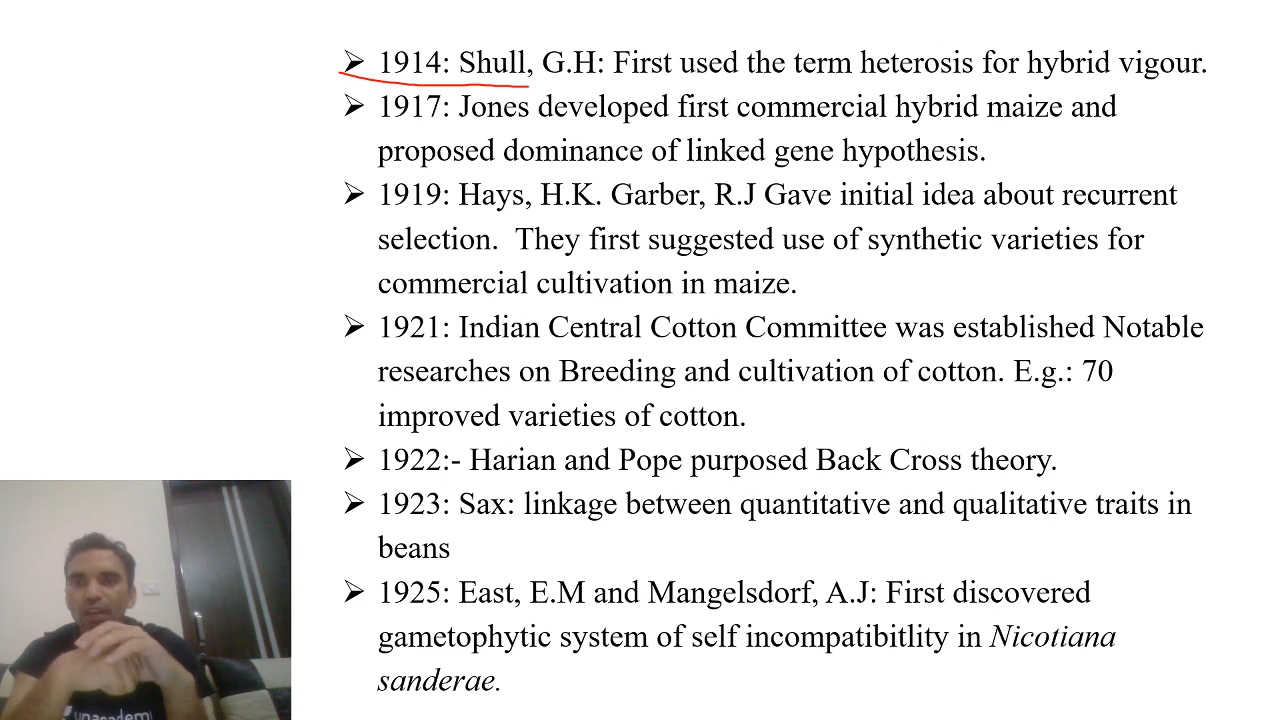 ➤ 1914: Shull, G.H: First used the term heterosis for hybrid vigour.
➤ 1917: Jones developed first commercial hybrid maize and
proposed dominance of linked gene hypothesis.
➤ 1919: Hays, H.K. Garber, R.J Gave initial idea about recurrent
selection.  They first suggested use of synthetic varieties for
commercial cultivation in maize.
➤ 1921: Indian Central Cotton Committee was established Notable
researches on Breeding and cultivation of cotton. E.g.: 70
improved varieties of cotton.
➤ 1922:- Harian and Pope purposed Back Cross theory.
➤ 1923: Sax: linkage between quantitative and qualitative traits in
beans
➤ 1925: East, E.M and Mangelsdorf, A.J: First discovered
gametophytic system of self incompatibitlity in Nicotiana
sanderae.
unacademy